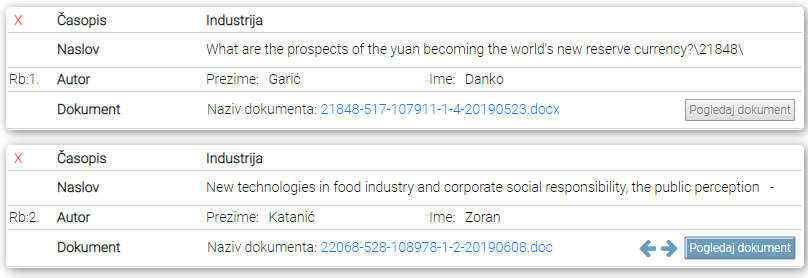 X Časopis Industrija
Naslov What are the prospects of the yuan becoming the world's new reserve currency?\21848\
Rb:1. Autor Prezime: Garić Ime: Danko
Dokument Naziv dokumenta: 21848-517-107911-1-4-20190523.docx Pogledaj dokument
X Časopis Industrija
Naslov New technologies in food industry and corporate social responsibility, the public perception -
Rb:2. Autor Prezime: Katanić Ime: Zoran
Dokument Naziv dokumenta: 22068-528-108978-1-2-20190608.doc Pogledaj dokument